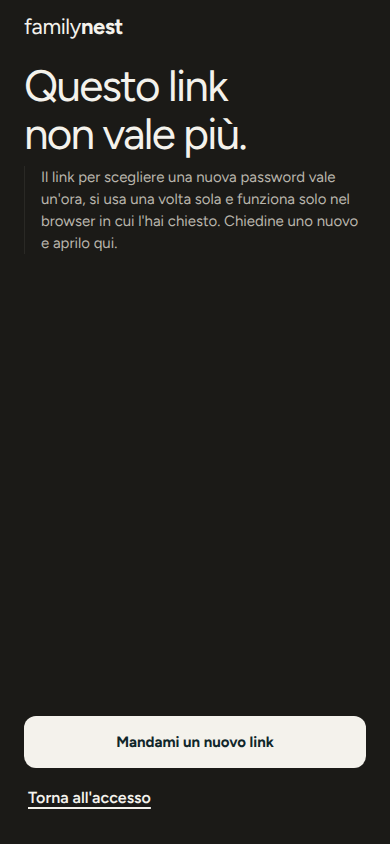 familynest
Questo link
non vale più.
Il link per scegliere una nuova password vale
un'ora, si usa una volta sola e funziona solo nel
browser in cui l'hai chiesto. Chiedine uno nuovo
e aprilo qui.
Mandami un nuovo link
Torna all'accesso